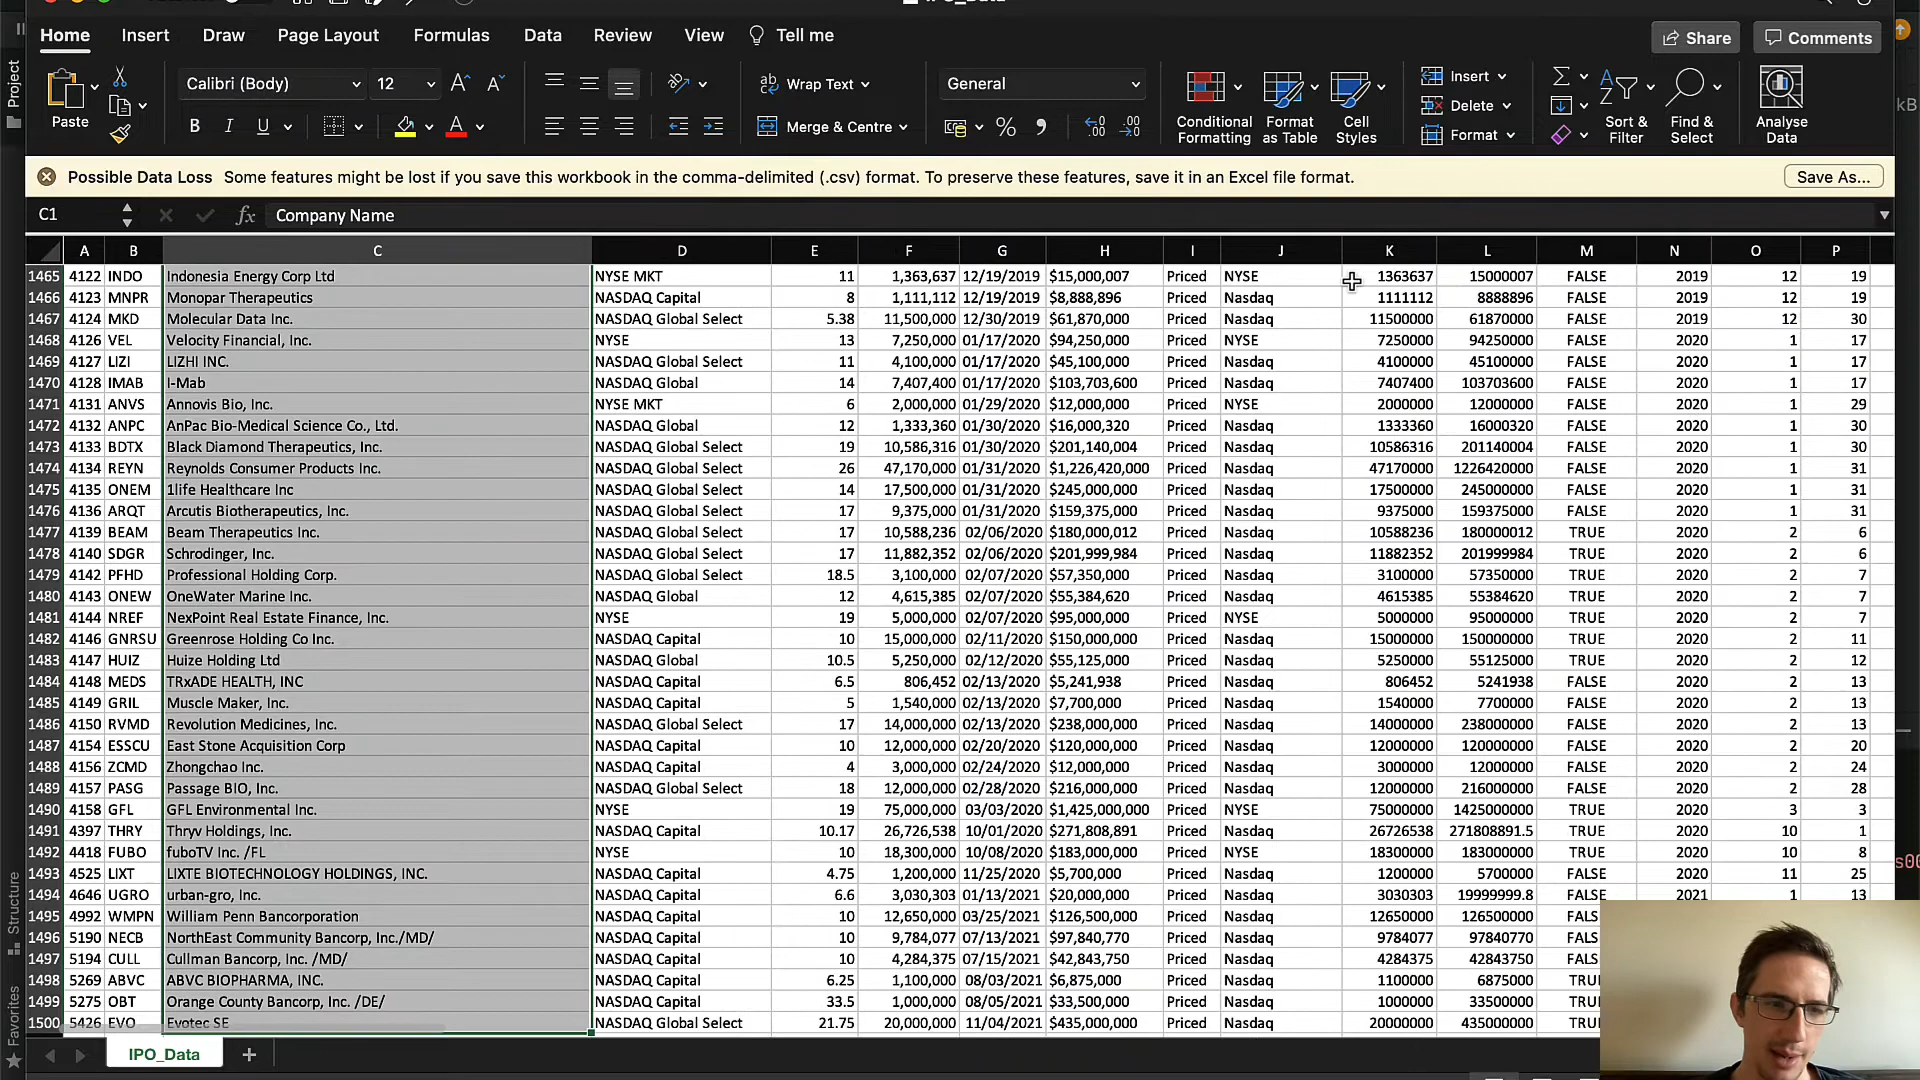 IPO_Data
Home Insert Draw Page Layout Formulas Data Review View Tell me Share Comments
Project
Paste Calibri (Body) 12 Wrap Text General Insert
Merge & Centre Conditional Formatting Format as Table Cell Styles Delete Format Sort & Filter Find & Select Analyse Data
kB
Possible Data Loss Some features might be lost if you save this workbook in the comma-delimited (.csv) format. To preserve these features, save it in an Excel file format. Save As...
C1 fx Company Name
A B C D E F G H I J K L M N O P
1465 4122 INDO Indonesia Energy Corp Ltd NYSE MKT 11 1,363,637 12/19/2019 $15,000,007 Priced NYSE 1363637 15000007 FALSE 2019 12 19
1466 4123 MNPR Monopar Therapeutics NASDAQ Capital 8 1,111,112 12/19/2019 $8,888,896 Priced Nasdaq 1111112 8888896 FALSE 2019 12 19
1467 4124 MKD Molecular Data Inc. NASDAQ Global Select 5.38 11,500,000 12/30/2019 $61,870,000 Priced Nasdaq 11500000 61870000 FALSE 2019 12 30
1468 4126 VEL Velocity Financial, Inc. NYSE 13 7,250,000 01/17/2020 $94,250,000 Priced NYSE 7250000 94250000 FALSE 2020 1 17
1469 4127 LIZI LIZHI INC. NASDAQ Global Select 11 4,100,000 01/17/2020 $45,100,000 Priced Nasdaq 4100000 45100000 FALSE 2020 1 17
1470 4128 IMAB I-Mab NASDAQ Global 14 7,407,400 01/17/2020 $103,703,600 Priced Nasdaq 7407400 103703600 FALSE 2020 1 17
1471 4131 ANVS Annovis Bio, Inc. NYSE MKT 6 2,000,000 01/29/2020 $12,000,000 Priced NYSE 2000000 12000000 FALSE 2020 1 29
1472 4132 ANPC AnPac Bio-Medical Science Co., Ltd. NASDAQ Global 12 1,333,360 01/30/2020 $16,000,320 Priced Nasdaq 1333360 16000320 FALSE 2020 1 30
1473 4133 BDTX Black Diamond Therapeutics, Inc. NASDAQ Global Select 19 10,586,316 01/30/2020 $201,140,004 Priced Nasdaq 10586316 201140004 FALSE 2020 1 30
1474 4134 REYN Reynolds Consumer Products Inc. NASDAQ Global Select 26 47,170,000 01/31/2020 $1,226,420,000 Priced Nasdaq 47170000 1226420000 FALSE 2020 1 31
1475 4135 ONEM 1life Healthcare Inc NASDAQ Global Select 14 17,500,000 01/31/2020 $245,000,000 Priced Nasdaq 17500000 245000000 FALSE 2020 1 31
1476 4136 ARQT Arcutis Biotherapeutics, Inc. NASDAQ Global Select 17 9,375,000 01/31/2020 $159,375,000 Priced Nasdaq 9375000 159375000 FALSE 2020 1 31
1477 4139 BEAM Beam Therapeutics Inc. NASDAQ Global Select 17 10,588,236 02/06/2020 $180,000,012 Priced Nasdaq 10588236 180000012 TRUE 2020 2 6
1478 4140 SDGR Schrodinger, Inc. NASDAQ Global Select 17 11,882,352 02/06/2020 $201,999,984 Priced Nasdaq 11882352 201999984 TRUE 2020 2 6
1479 4142 PFHD Professional Holding Corp. NASDAQ Global Select 18.5 3,100,000 02/07/2020 $57,350,000 Priced Nasdaq 3100000 57350000 TRUE 2020 2 7
1480 4143 ONEW OneWater Marine Inc. NASDAQ Global 12 4,615,385 02/07/2020 $55,384,620 Priced Nasdaq 4615385 55384620 TRUE 2020 2 7
1481 4144 NREF NexPoint Real Estate Finance, Inc. NYSE 19 5,000,000 02/07/2020 $95,000,000 Priced NYSE 5000000 95000000 TRUE 2020 2 7
1482 4146 GNRSU Greenrose Holding Co Inc. NASDAQ Capital 10 15,000,000 02/11/2020 $150,000,000 Priced Nasdaq 15000000 150000000 TRUE 2020 2 11
1483 4147 HUIZ Huize Holding Ltd NASDAQ Global 10.5 5,250,000 02/12/2020 $55,125,000 Priced Nasdaq 5250000 55125000 TRUE 2020 2 12
1484 4148 MEDS TRxADE HEALTH, INC NASDAQ Capital 6.5 806,452 02/13/2020 $5,241,938 Priced Nasdaq 806452 5241938 TRUE 2020 2 13
1485 4149 GRIL Muscle Maker, Inc. NASDAQ Capital 5 1,540,000 02/13/2020 $7,700,000 Priced Nasdaq 1540000 7700000 FALSE 2020 2 13
1486 4150 RVMD Revolution Medicines, Inc. NASDAQ Global Select 17 14,000,000 02/13/2020 $238,000,000 Priced Nasdaq 14000000 238000000 FALSE 2020 2 13
1487 4154 ESSCU East Stone Acquisition Corp NASDAQ Capital 10 12,000,000 02/20/2020 $120,000,000 Priced Nasdaq 12000000 120000000 FALSE 2020 2 20
1488 4156 ZCMD Zhongchao Inc. NASDAQ Capital 4 3,000,000 02/24/2020 $12,000,000 Priced Nasdaq 3000000 12000000 FALSE 2020 2 24
1489 4157 PASG Passage BIO, Inc. NASDAQ Global Select 18 12,000,000 02/28/2020 $216,000,000 Priced Nasdaq 12000000 216000000 FALSE 2020 2 28
1490 4158 GFL GFL Environmental Inc. NYSE 19 75,000,000 03/03/2020 $1,425,000,000 Priced NYSE 75000000 1425000000 TRUE 2020 3 3
1491 4397 THRY Thryv Holdings, Inc. NASDAQ Capital 10.17 26,726,538 10/01/2020 $271,808,891 Priced Nasdaq 26726538 271808891.5 TRUE 2020 10 1
1492 4418 FUBO fuboTV Inc. /FL NYSE 10 18,300,000 10/08/2020 $183,000,000 Priced NYSE 18300000 183000000 TRUE 2020 10 8
1493 4525 LIXT LIXTE BIOTECHNOLOGY HOLDINGS, INC. NASDAQ Capital 4.75 1,200,000 11/25/2020 $5,700,000 Priced Nasdaq 1200000 5700000 FALSE 2020 11 25
1494 4646 UGRO urban-gro, Inc. NASDAQ Capital 6.6 3,030,303 01/13/2021 $20,000,000 Priced Nasdaq 3030303 19999999.8 FALSE 2021 1 13
1495 4992 WMPN William Penn Bancorporation NASDAQ Capital 10 12,650,000 03/25/2021 $126,500,000 Priced Nasdaq 12650000 126500000 FALS
1496 5190 NECB NorthEast Community Bancorp, Inc./MD/ NASDAQ Capital 10 9,784,077 07/13/2021 $97,840,770 Priced Nasdaq 9784077 97840770 FALS
1497 5194 CULL Cullman Bancorp, Inc. /MD/ NASDAQ Capital 10 4,284,375 07/15/2021 $42,843,750 Priced Nasdaq 4284375 42843750 FALS
1498 5269 ABVC ABVC BIOPHARMA, INC. NASDAQ Capital 6.25 1,100,000 08/03/2021 $6,875,000 Priced Nasdaq 1100000 6875000 TRU
1499 5275 OBT Orange County Bancorp, Inc. /DE/ NASDAQ Capital 33.5 1,000,000 08/05/2021 $33,500,000 Priced Nasdaq 1000000 33500000 TRU
1500 5426 EVO Evotec SE NASDAQ Global Select 21.75 20,000,000 11/04/2021 $435,000,000 Priced Nasdaq 20000000 435000000 TRU
Structure
Favorites
IPO_Data